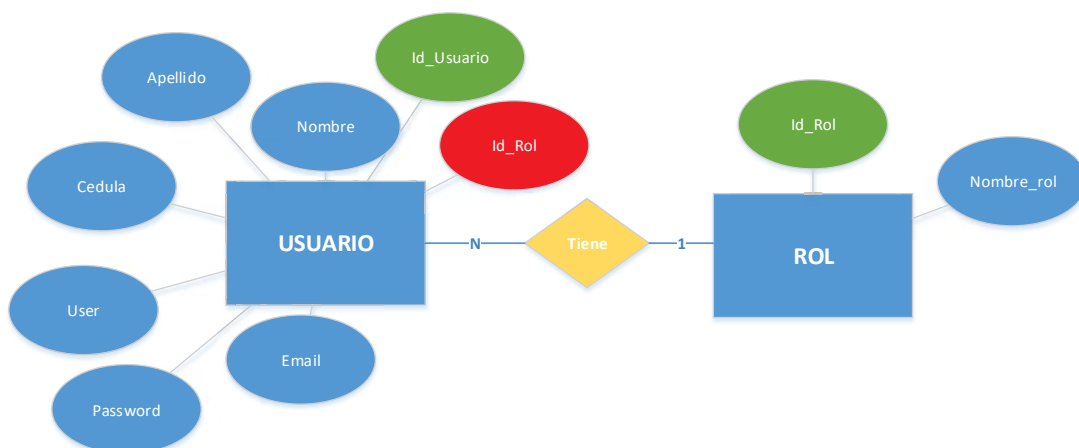 Id_Usuario
Apellido
Nombre
Id_Rol
Id_Rol
Cedula
Nombre_rol
USUARIO
N
Tiene
1
ROL
User
Email
Password